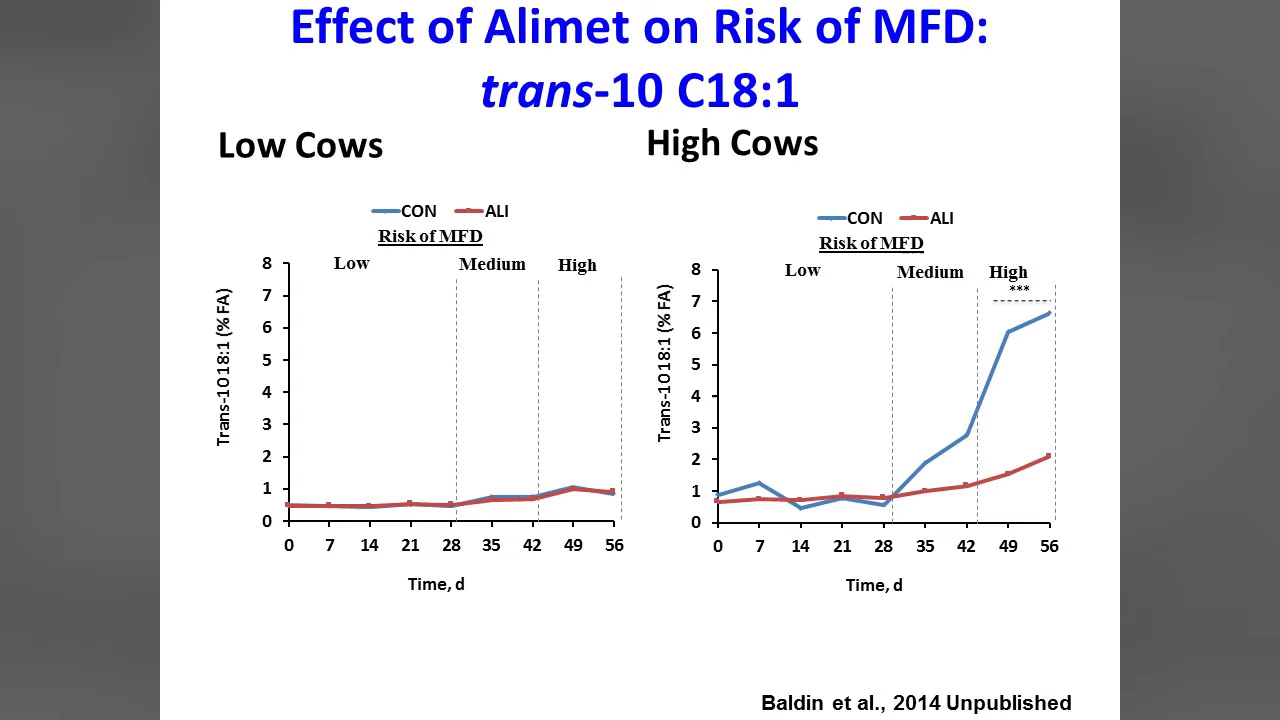 Effect of Alimet on Risk of MFD:
trans-10 C18:1
Low Cows
CON ALI
Risk of MFD
Low Medium High
Trans-10 18:1 (% FA)
8
7
6
5
4
3
2
1
0
0 7 14 21 28 35 42 49 56
Time, d
High Cows
CON ALI
Risk of MFD
Low Medium High
***
Trans-10 18:1 (% FA)
8
7
6
5
4
3
2
1
0
0 7 14 21 28 35 42 49 56
Time, d
Baldin et al., 2014 Unpublished